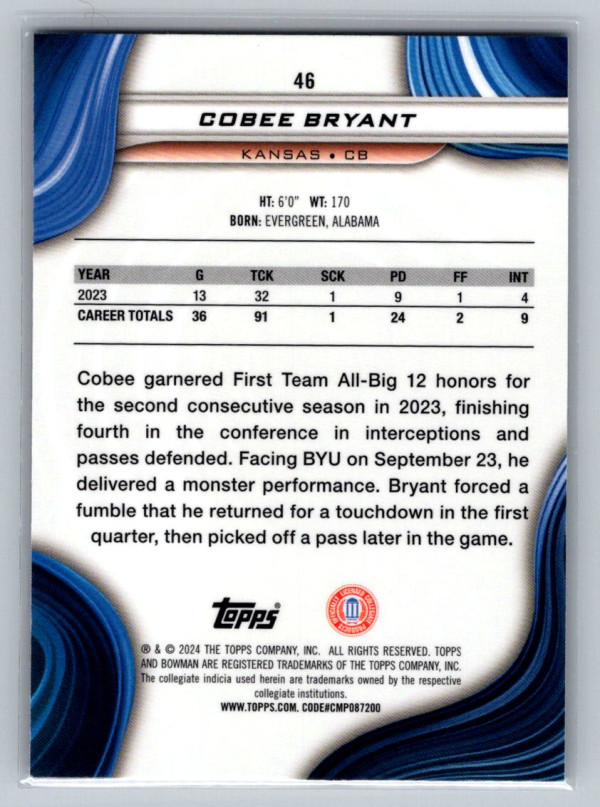 46
COBEE BRYANT
KANSAS • CB
HT: 6'0" WT: 170
BORN: EVERGREEN, ALABAMA
YEAR G TCK SCK PD FF INT
2023 13 32 1 9 1 4
CAREER TOTALS 36 91 1 24 2 9
Cobee garnered First Team All-Big 12 honors for
the second consecutive season in 2023, finishing
fourth in the conference in interceptions and
passes defended. Facing BYU on September 23, he
delivered a monster performance. Bryant forced a
fumble that he returned for a touchdown in the first
quarter, then picked off a pass later in the game.
topps®
OFFICIALLY LICENSED COLLEGIATE PRODUCTS
® & © 2024 THE TOPPS COMPANY, INC. ALL RIGHTS RESERVED. TOPPS
AND BOWMAN ARE REGISTERED TRADEMARKS OF THE TOPPS COMPANY, INC.
The collegiate indicia used herein are trademarks owned by the respective
collegiate institutions.
WWW.TOPPS.COM. CODE#CMP087200